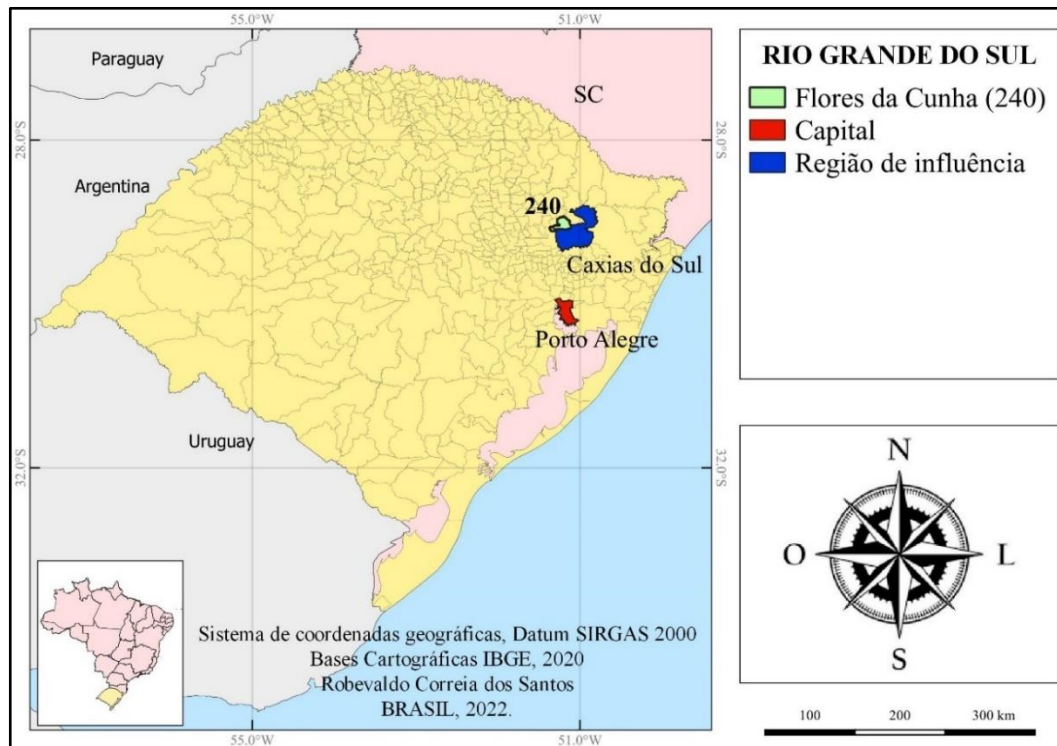 55.0°W
51.0°W
Paraguay
SC
28.0°S
28.0°S
Argentina
240
Caxias do Sul
Porto Alegre
Uruguay
32.0°S
32.0°S
Sistema de coordenadas geográficas, Datum SIRGAS 2000
Bases Cartográficas IBGE, 2020
Robevaldo Correia dos Santos
BRASIL, 2022.
55.0°W
51.0°W
RIO GRANDE DO SUL
Flores da Cunha (240)
Capital
Região de influência
N
O
L
S
100 200 300 km